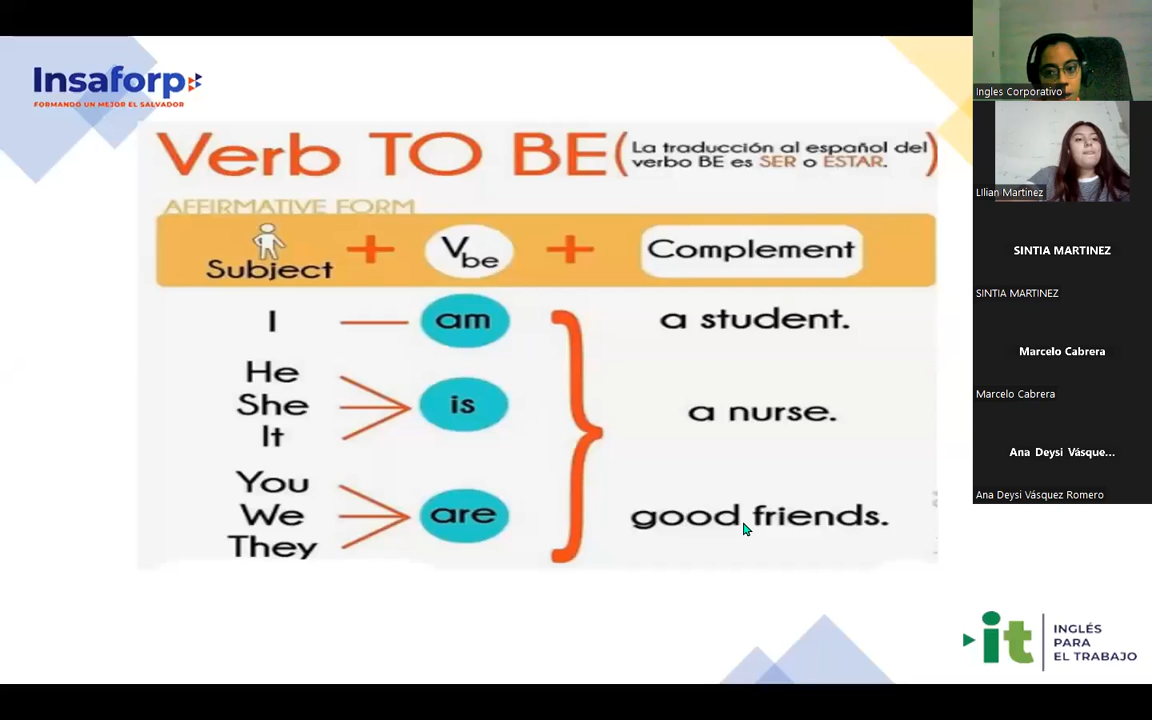 Insaforp
FORMANDO UN MEJOR EL SALVADOR
Verb TO BE (La traducción al español del
verbo BE es SER o ESTAR.)
AFFIRMATIVE FORM
Subject + Vbe + Complement
I am a student.
He
She is a nurse.
It
You
We are good friends.
They
Ingles Corporativo
LIlian Martinez
SINTIA MARTINEZ
SINTIA MARTINEZ
Marcelo Cabrera
Marcelo Cabrera
Ana Deysi Vásque...
Ana Deysi Vásquez Romero
it
INGLÉS
PARA
EL TRABAJO